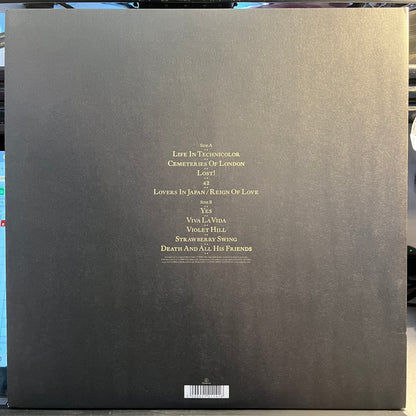 Side A
Life In Technicolor
Cemeteries Of London
Lost!
42
Lovers In Japan / Reign Of Love
Side B
Yes
Viva La Vida
Violet Hill
Strawberry Swing
Death And All His Friends